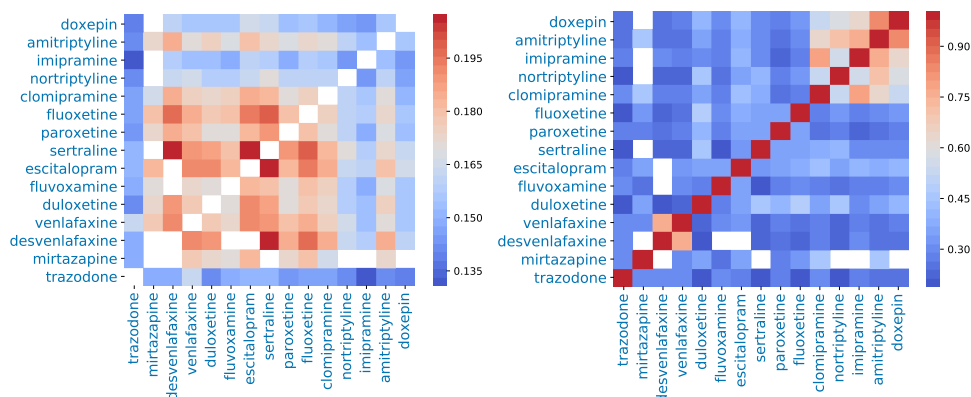 doxepin
amitriptyline
imipramine
nortriptyline
clomipramine
fluoxetine
paroxetine
sertraline
escitalopram
fluvoxamine
duloxetine
venlafaxine
desvenlafaxine
mirtazapine
trazodone
trazodone
mirtazapine
desvenlafaxine
venlafaxine
duloxetine
fluvoxamine
escitalopram
sertraline
paroxetine
fluoxetine
clomipramine
nortriptyline
imipramine
amitriptyline
doxepin
0.195
0.180
0.165
0.150
0.135
doxepin
amitriptyline
imipramine
nortriptyline
clomipramine
fluoxetine
paroxetine
sertraline
escitalopram
fluvoxamine
duloxetine
venlafaxine
desvenlafaxine
mirtazapine
trazodone
trazodone
mirtazapine
desvenlafaxine
venlafaxine
duloxetine
fluvoxamine
escitalopram
sertraline
paroxetine
fluoxetine
clomipramine
nortriptyline
imipramine
amitriptyline
doxepin
0.90
0.75
0.60
0.45
0.30